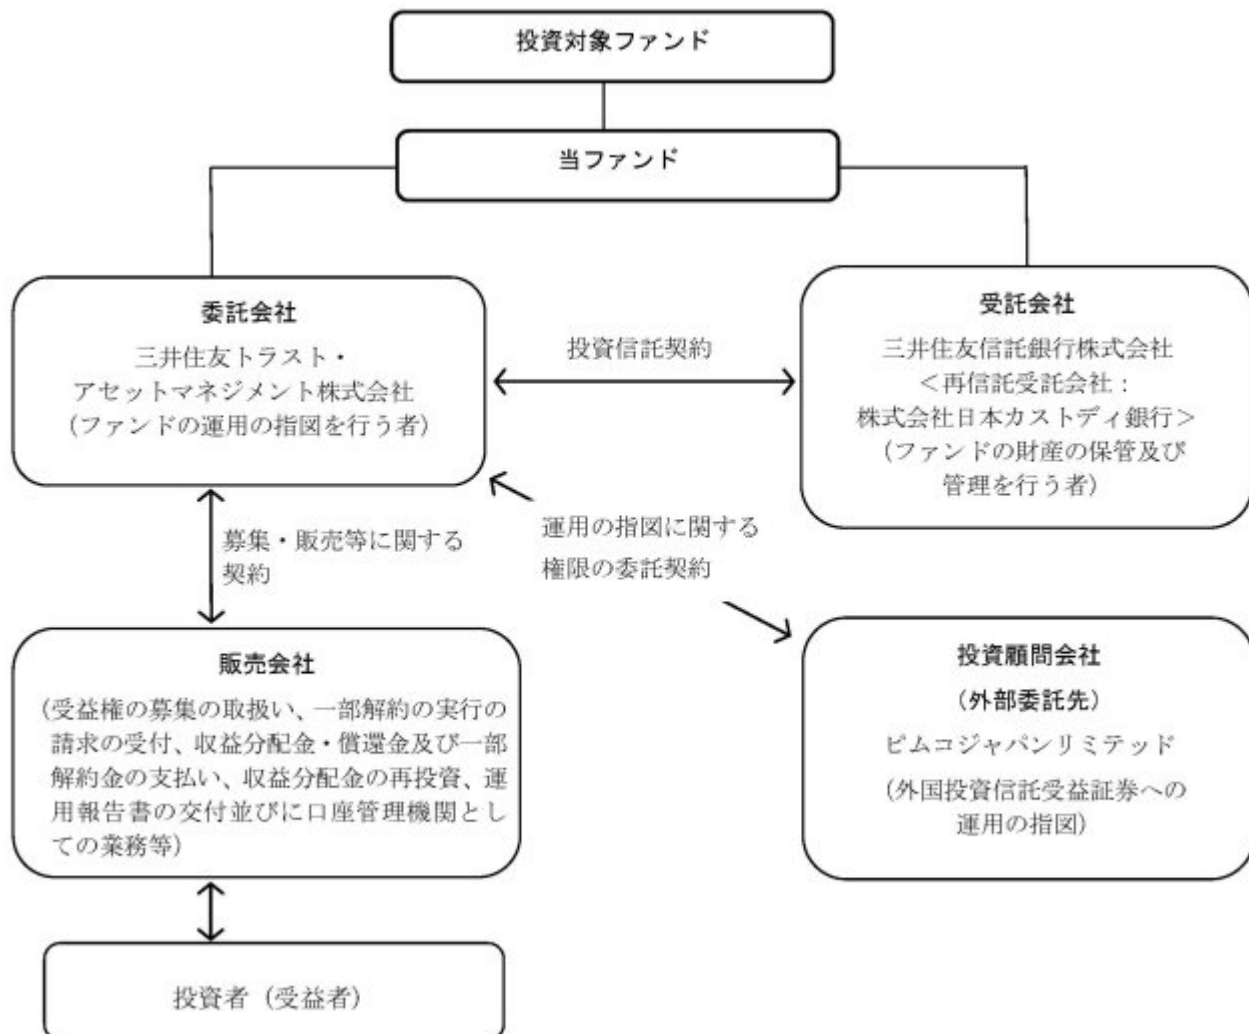 投資対象ファンド
当ファンド
委託会社
三井住友トラスト・
アセットマネジメント株式会社
(ファンドの運用の指図を行う者)
投資信託契約
受託会社
三井住友信託銀行株式会社
＜再信託受託会社：
株式会社日本カストディ銀行＞
(ファンドの財産の保管及び
管理を行う者)
募集・販売等に関する
契約
運用の指図に関する
権限の委託契約
販売会社
(受益権の募集の取扱い、一部解約の実行の
請求の受付、収益分配金・償還金及び一部
解約金の支払い、収益分配金の再投資、運
用報告書の交付並びに口座管理機関とし
ての業務等)
投資顧問会社
(外部委託先)
ピムコジャパンリミテッド
(外国投資信託受益証券への
運用の指図)
投資者（受益者）